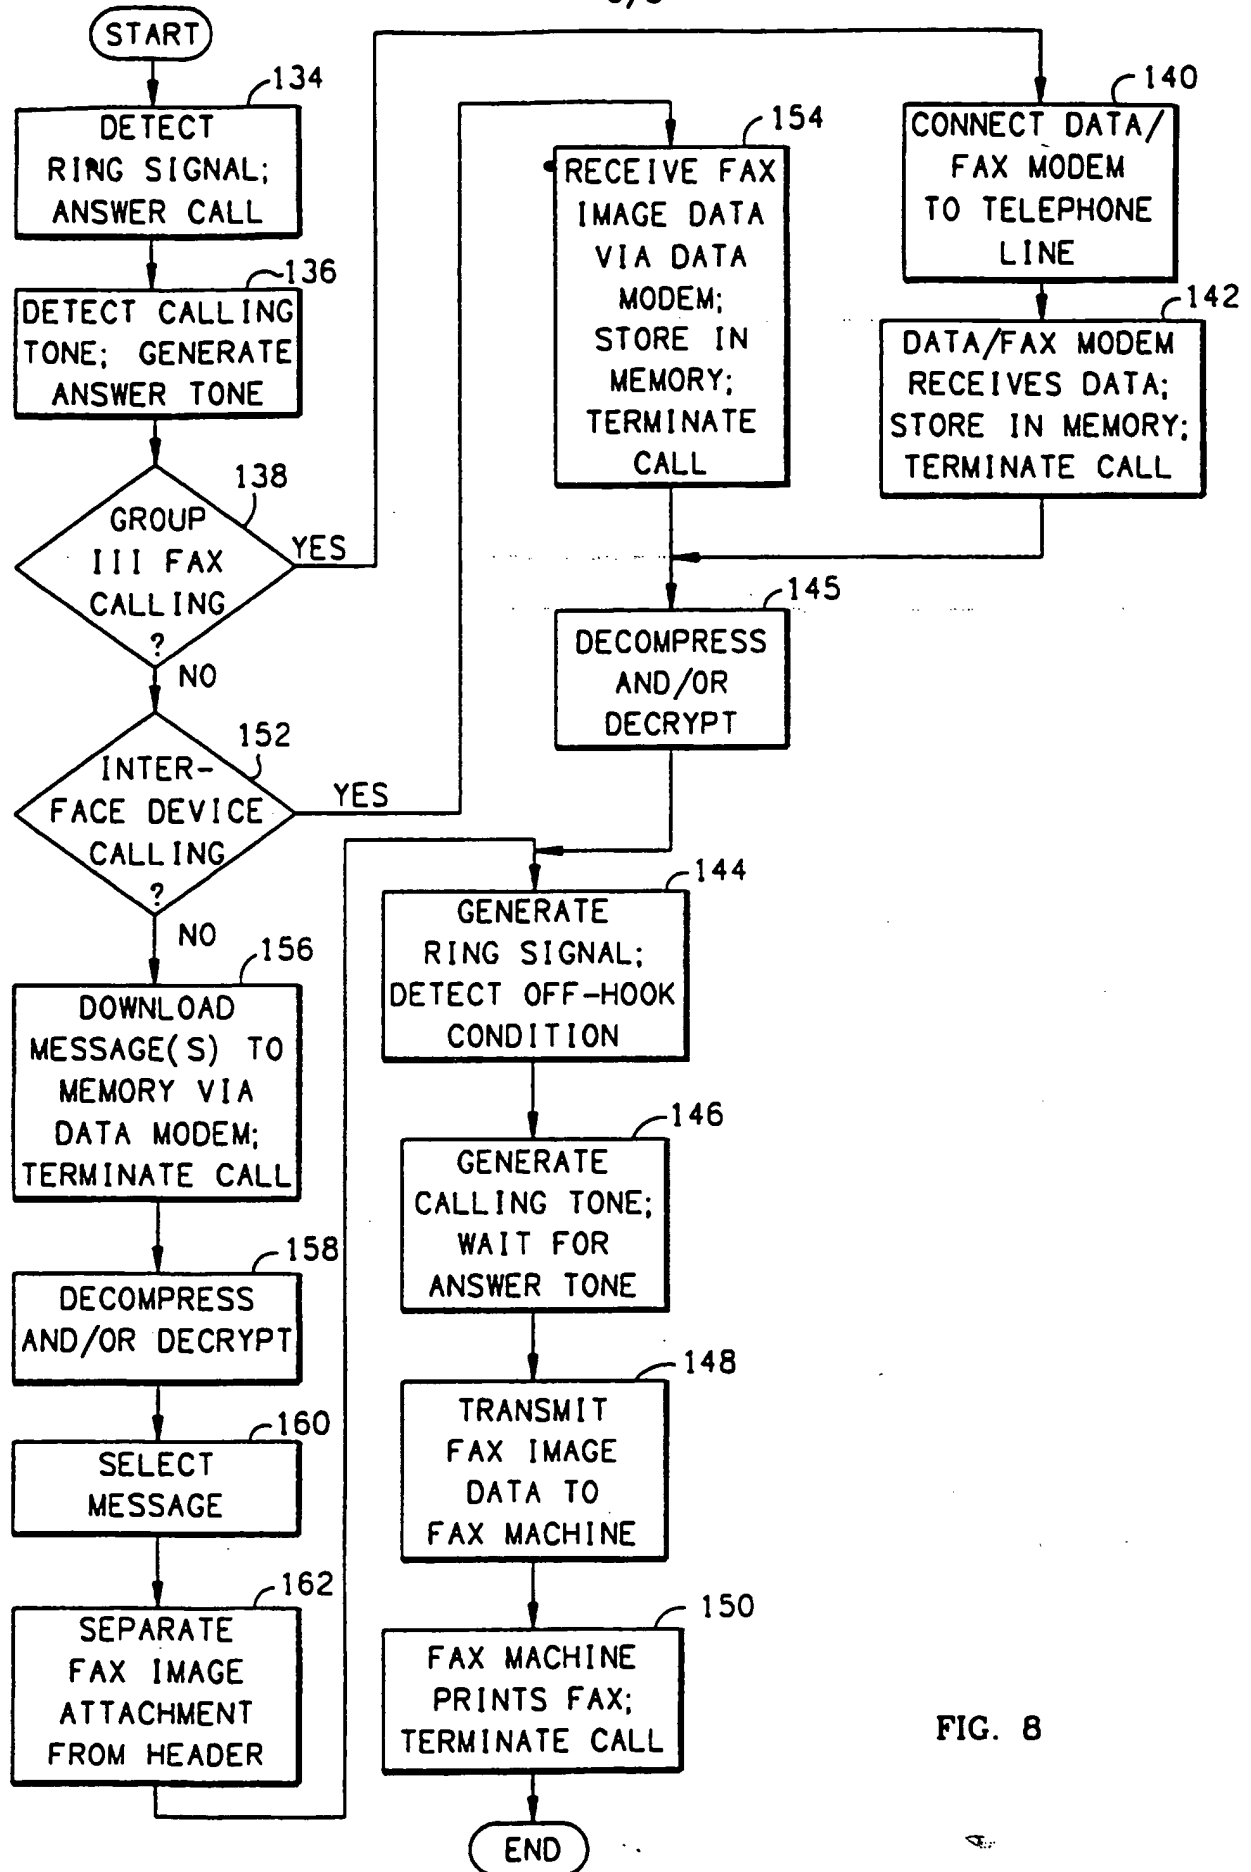 START
134
DETECT
RING SIGNAL;
ANSWER CALL
136
DETECT CALLING
TONE; GENERATE
ANSWER TONE
138
GROUP
III FAX
CALLING
?
YES
NO
152
INTER-
FACE DEVICE
CALLING
?
YES
NO
156
DOWNLOAD
MESSAGE(S) TO
MEMORY VIA
DATA MODEM;
TERMINATE CALL
158
DECOMPRESS
AND/OR DECRYPT
160
SELECT
MESSAGE
162
SEPARATE
FAX IMAGE
ATTACHMENT
FROM HEADER
154
RECEIVE FAX
IMAGE DATA
VIA DATA
MODEM;
STORE IN
MEMORY;
TERMINATE
CALL
140
CONNECT DATA/
FAX MODEM
TO TELEPHONE
LINE
142
DATA/FAX MODEM
RECEIVES DATA;
STORE IN MEMORY;
TERMINATE CALL
145
DECOMPRESS
AND/OR
DECRYPT
144
GENERATE
RING SIGNAL;
DETECT OFF-HOOK
CONDITION
146
GENERATE
CALLING TONE;
WAIT FOR
ANSWER TONE
148
TRANSMIT
FAX IMAGE
DATA TO
FAX MACHINE
150
FAX MACHINE
PRINTS FAX;
TERMINATE CALL
END
FIG. 8